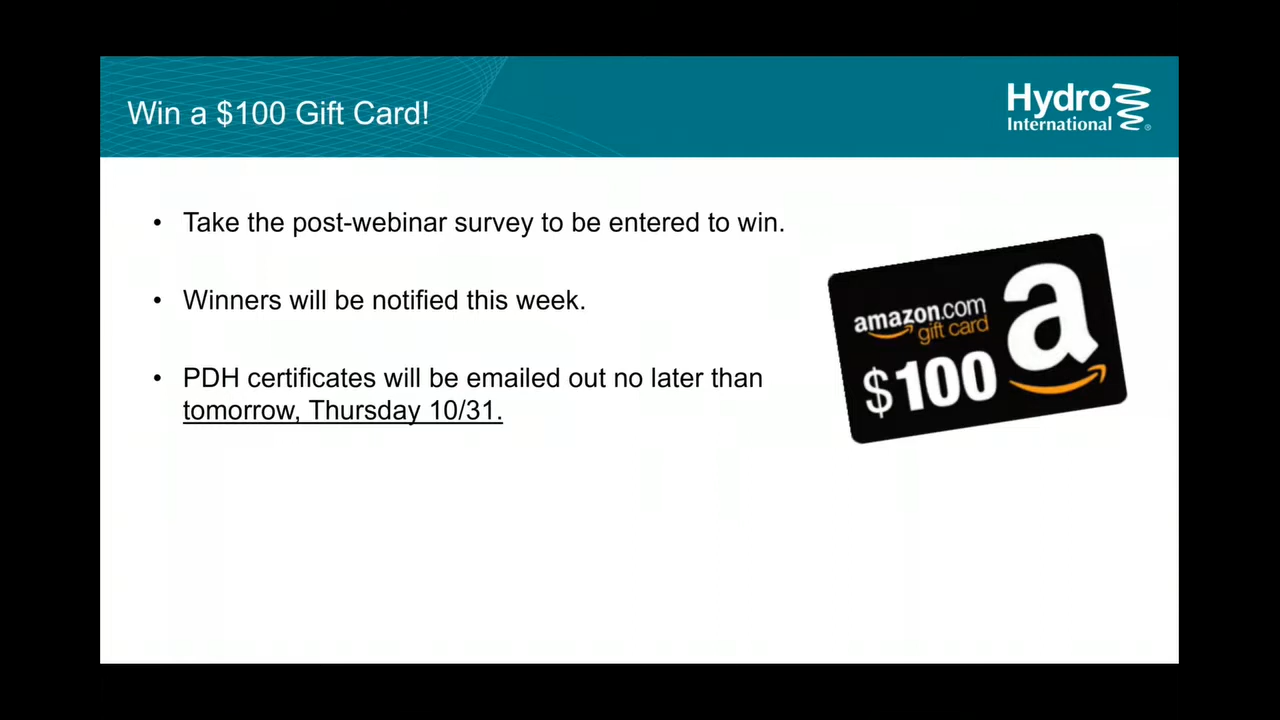 Win a $100 Gift Card!
Hydro
International
®
• Take the post-webinar survey to be entered to win.
• Winners will be notified this week.
• PDH certificates will be emailed out no later than
tomorrow, Thursday 10/31.
amazon.com
gift card
$100
a